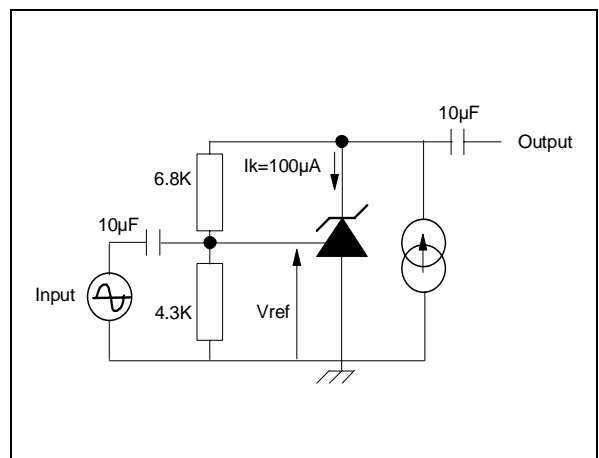 10µF
Output
Ik=100µA
6.8K
10µF
Input
4.3K
Vref